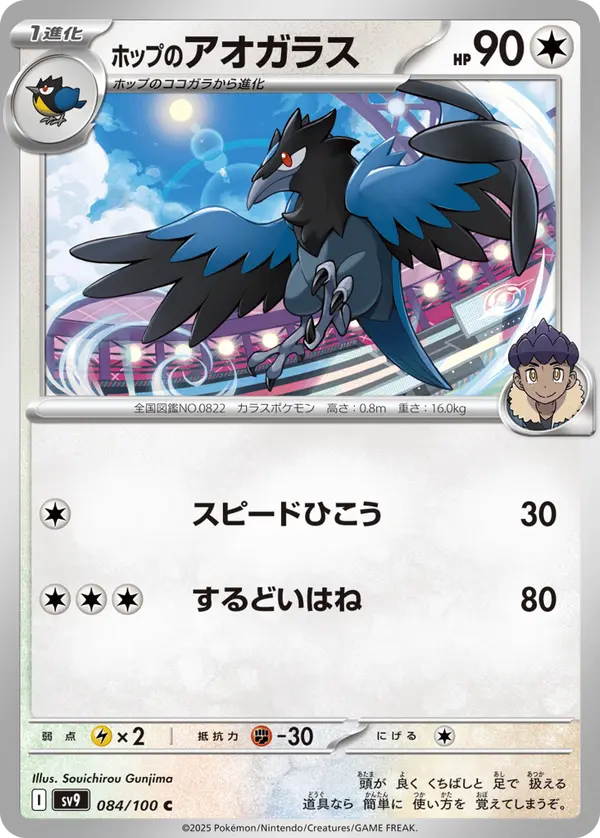 1進化
ホップのアオガラス
HP90
ホップのココガラから進化
全国図鑑NO.0822 カラスポケモン 高さ:0.8m 重さ:16.0kg
スピードひこう 30
するどいはね 80
弱点 ×2 抵抗力 -30 にげる
Illus. Souichirou Gunjima
頭が 良く くちばしと 足で 扱える
道具なら 簡単に 使い方を 覚えてしまうぞ。
I sv9 084/100 C
©2025 Pokémon/Nintendo/Creatures/GAME FREAK.